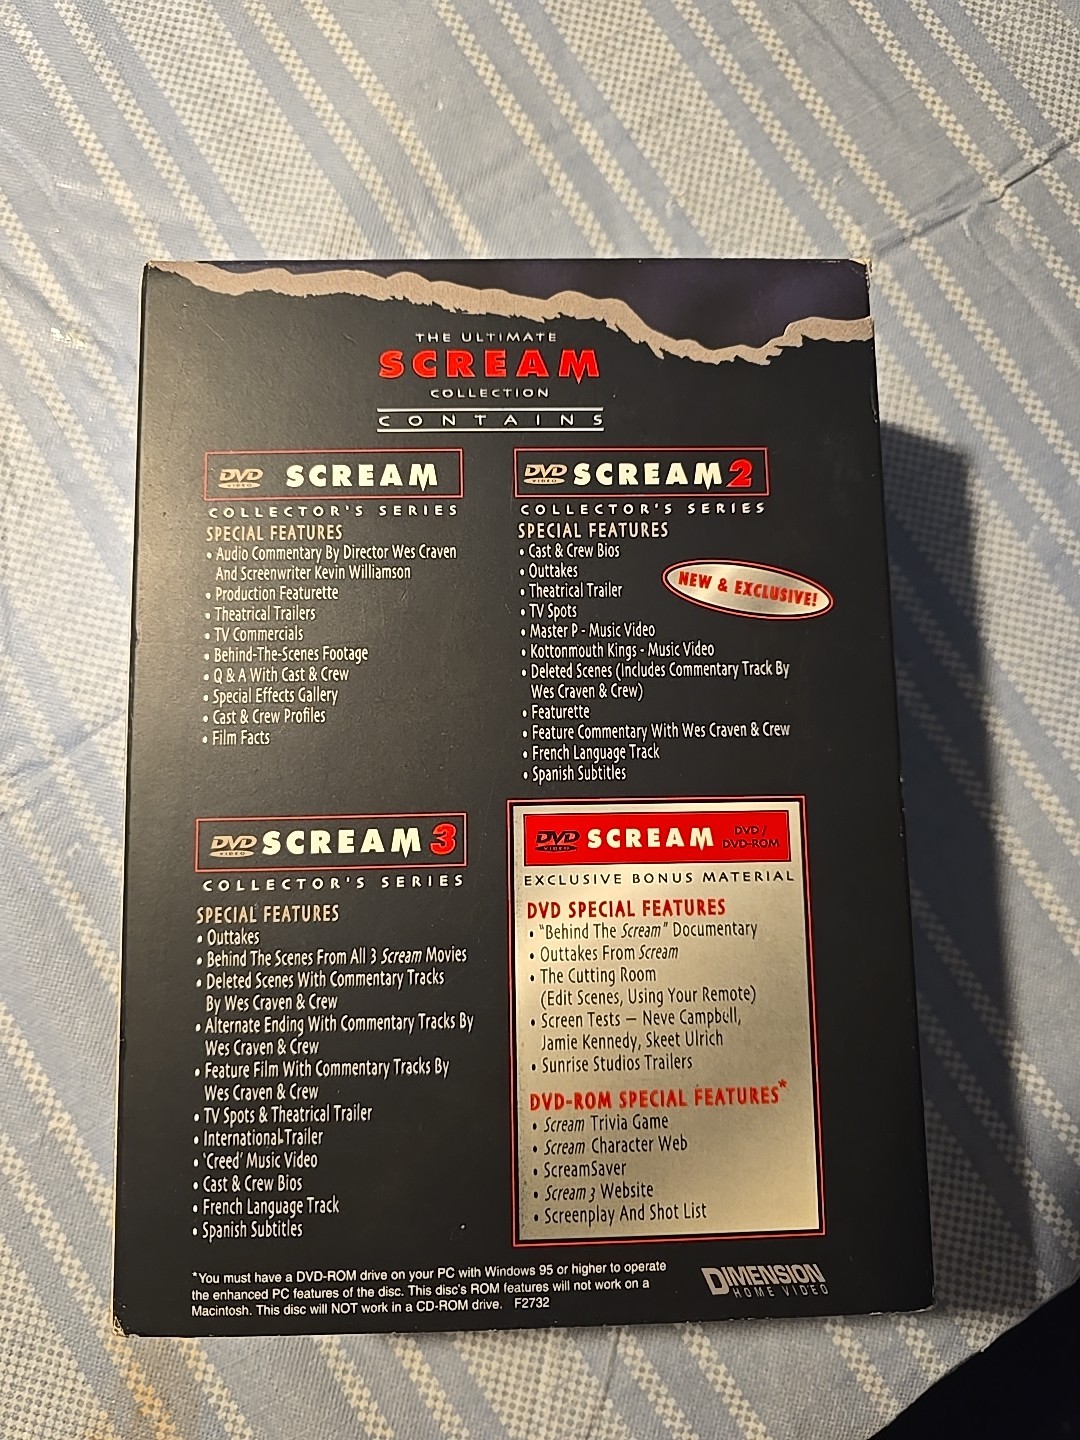 THE ULTIMATE
SCREAM
COLLECTION
CONTAINS
DVD VIDEO SCREAM
COLLECTOR'S SERIES
SPECIAL FEATURES
• Audio Commentary By Director Wes Craven
And Screenwriter Kevin Williamson
• Production Featurette
• Theatrical Trailers
• TV Commercials
• Behind-The-Scenes Footage
• Q & A With Cast & Crew
• Special Effects Gallery
• Cast & Crew Profiles
• Film Facts
DVD VIDEO SCREAM 2
COLLECTOR'S SERIES
SPECIAL FEATURES
• Cast & Crew Bios
• Outtakes
• Theatrical Trailer
• TV Spots
• Master P - Music Video
• Kottonmouth Kings - Music Video
• Deleted Scenes (Includes Commentary Track By
Wes Craven & Crew)
• Featurette
• Feature Commentary With Wes Craven & Crew
• French Language Track
• Spanish Subtitles
NEW & EXCLUSIVE!
DVD VIDEO SCREAM 3
COLLECTOR'S SERIES
SPECIAL FEATURES
• Outtakes
• Behind The Scenes From All 3 Scream Movies
• Deleted Scenes With Commentary Tracks
By Wes Craven & Crew
• Alternate Ending With Commentary Tracks By
Wes Craven & Crew
• Feature Film With Commentary Tracks By
Wes Craven & Crew
• TV Spots & Theatrical Trailer
• International Trailer
• 'Creed' Music Video
• Cast & Crew Bios
• French Language Track
• Spanish Subtitles
DVD VIDEO SCREAM DVD / DVD-ROM
EXCLUSIVE BONUS MATERIAL
DVD SPECIAL FEATURES
• "Behind The Scream" Documentary
• Outtakes From Scream
• The Cutting Room
(Edit Scenes, Using Your Remote)
• Screen Tests — Neve Campbell,
Jamie Kennedy, Skeet Ulrich
• Sunrise Studios Trailers
DVD-ROM SPECIAL FEATURES*
• Scream Trivia Game
• Scream Character Web
• ScreamSaver
• Scream 3 Website
• Screenplay And Shot List
*You must have a DVD-ROM drive on your PC with Windows 95 or higher to operate
the enhanced PC features of the disc. This disc's ROM features will not work on a
Macintosh. This disc will NOT work in a CD-ROM drive. F2732
DIMENSION
HOME VIDEO